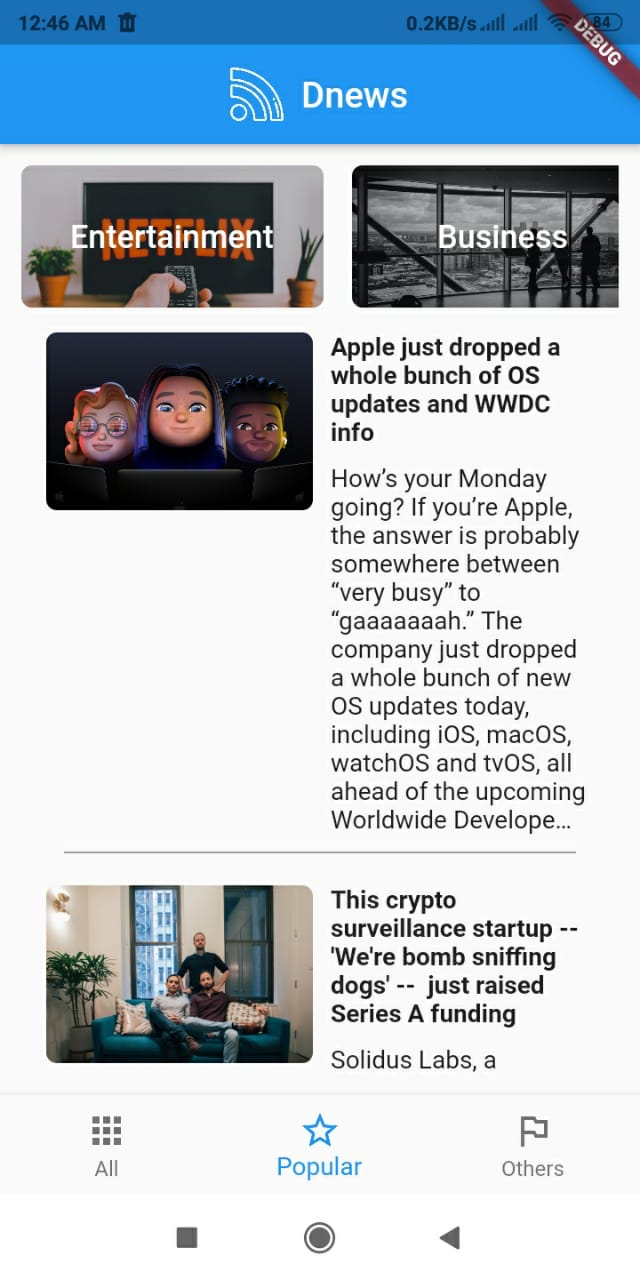 12:46 AM
0.2KB/s
84
DEBUG
Dnews
NETFLIX
Entertainment
Business
Apple just dropped a
whole bunch of OS
updates and WWDC
info
How’s your Monday
going? If you’re Apple,
the answer is probably
somewhere between
“very busy” to
“gaaaaaaah.” The
company just dropped
a whole bunch of new
OS updates today,
including iOS, macOS,
watchOS and tvOS, all
ahead of the upcoming
Worldwide Develope…
This crypto
surveillance startup --
'We're bomb sniffing
dogs' --  just raised
Series A funding
Solidus Labs, a
All
Popular
Others